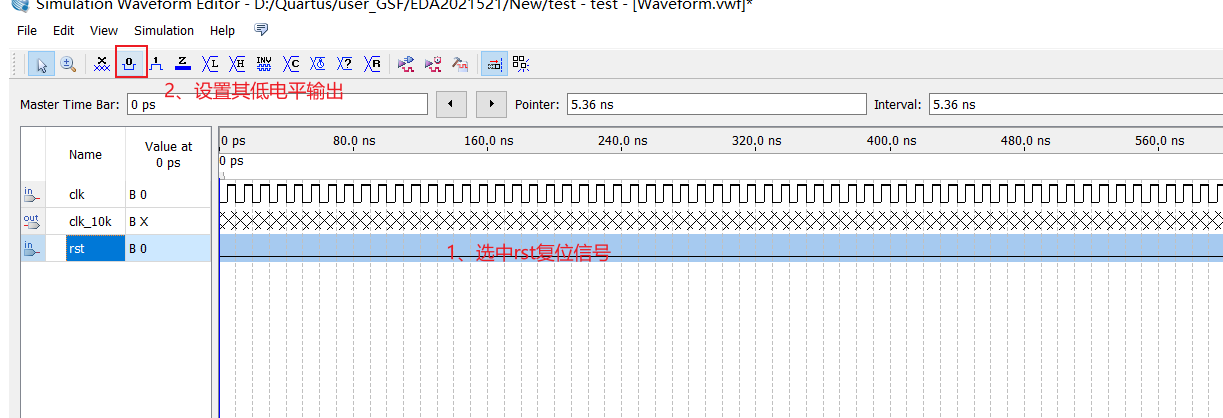 Simulation Waveform Editor - D:/Quartus/user_GSF/EDA2021521/New/test - test - [Waveform.vwf]*
File Edit View Simulation Help
2、设置其低电平输出
Master Time Bar: 0 ps Pointer: 5.36 ns Interval: 5.36 ns
Name Value at 0 ps
0 ps 80.0 ns 160.0 ns 240.0 ns 320.0 ns 400.0 ns 480.0 ns 560.0 ns
0 ps
in clk B 0
out clk_10k B X
in rst B 0
1、选中rst复位信号